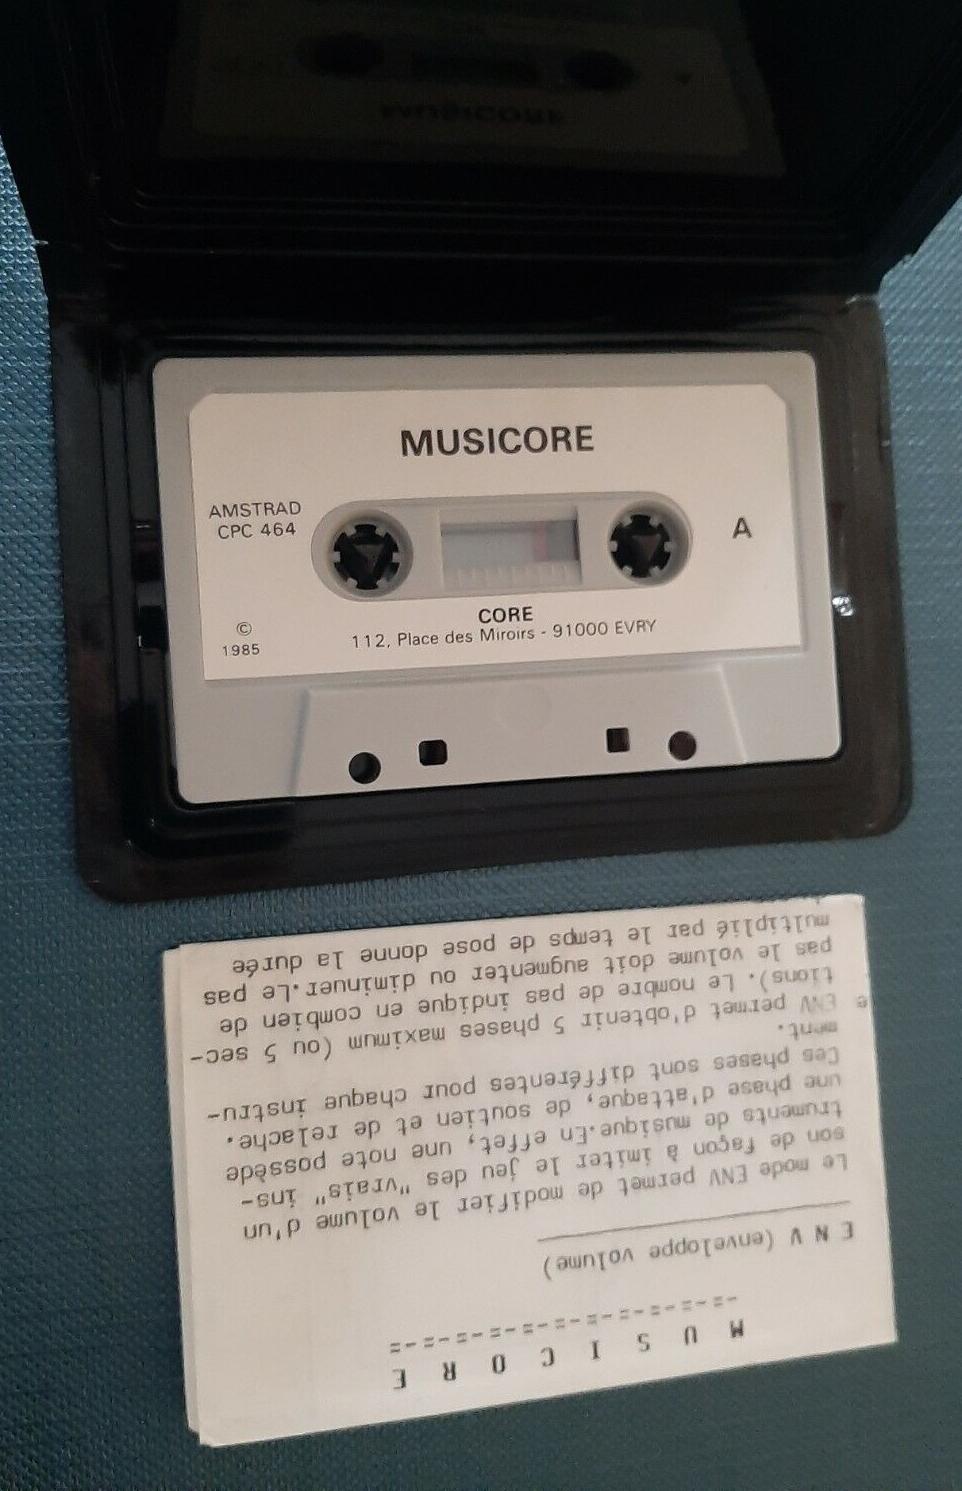 MUSICORE
AMSTRAD
CPC 464
A
CORE
112, Place des Miroirs - 91000 EVRY
©
1985
M U S I C O R E
-=-=-=-=-=-=-=-=-=-=-=
E N V (enveloppe volume)
Le mode ENV permet de modifier le volume d'un
son de façon à imiter le jeu des "vrais" ins-
truments de musique.En effet, une note possède
une phase d'attaque, de soutien et de relache.
Ces phases sont différentes pour chaque instru-
ment.
ENV permet d'obtenir 5 phases maximum (ou 5 sec-
tions). Le nombre de pas indique en combien de
pas le volume doit augmenter ou diminuer.Le pas
multiplié par le temps de pose donne la durée